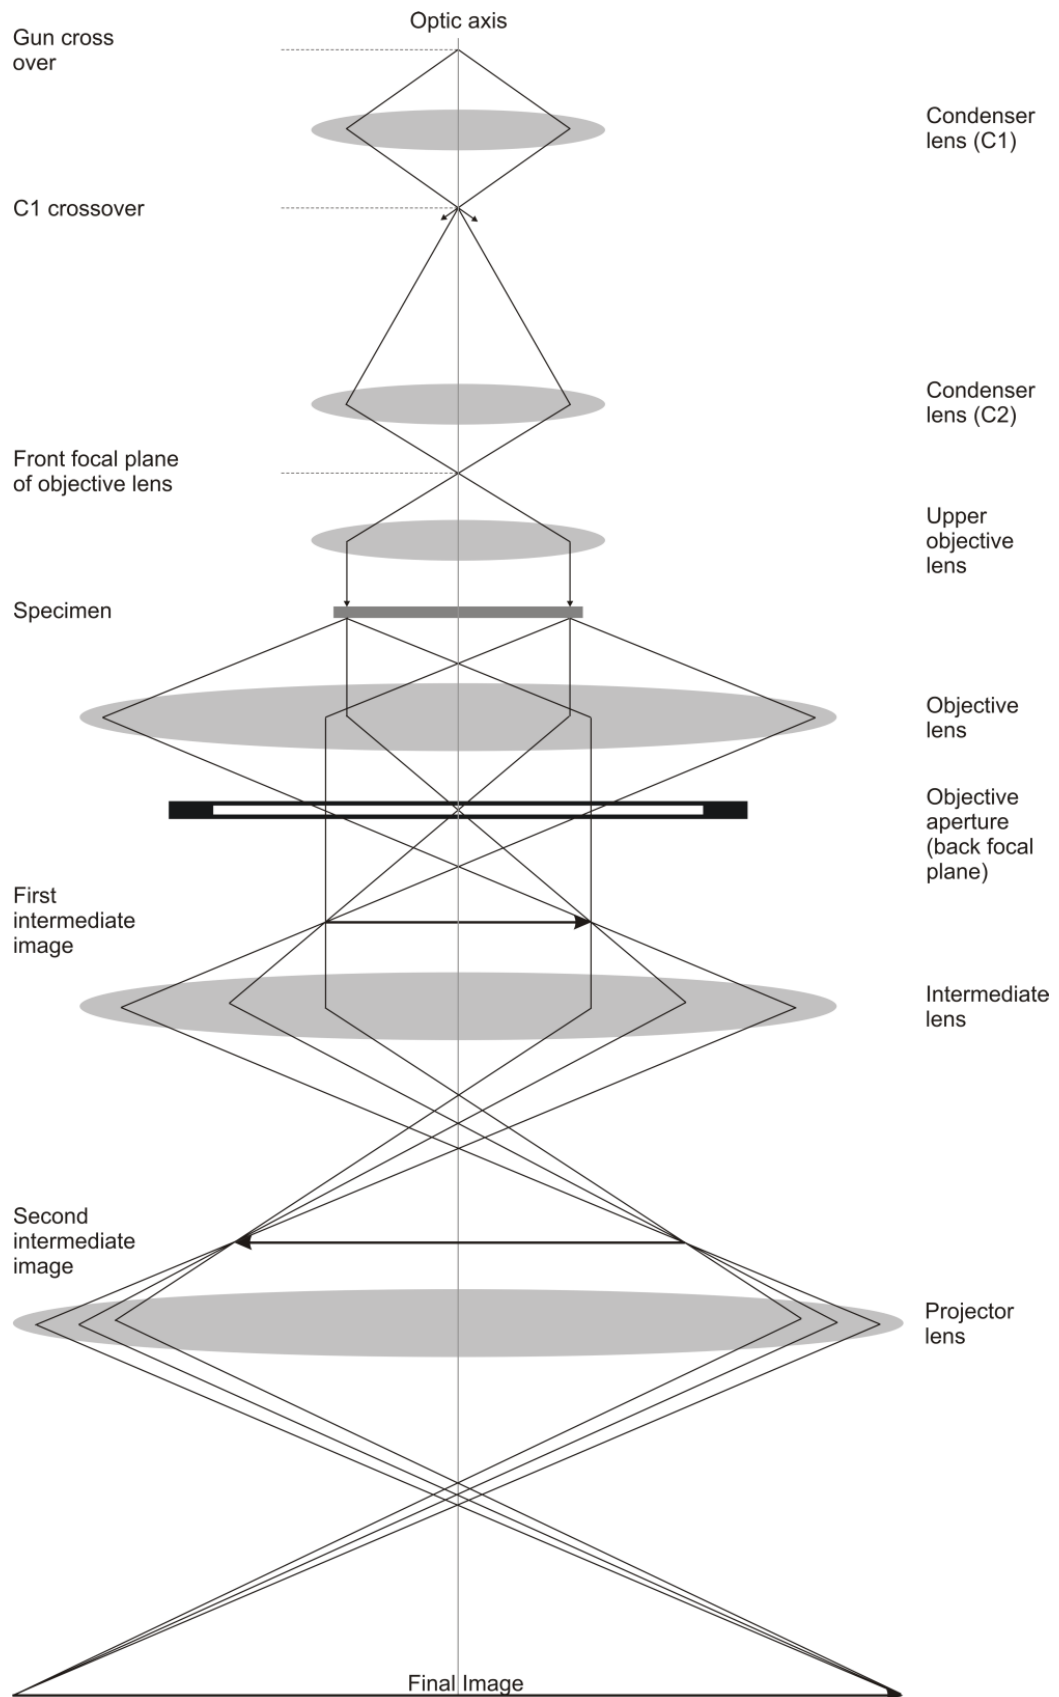 Optic axis
Gun cross
over
Condenser
lens (C1)
C1 crossover
Condenser
lens (C2)
Front focal plane
of objective lens
Upper
objective
lens
Specimen
Objective
lens
Objective
aperture
(back focal
plane)
First
intermediate
image
Intermediate
lens
Second
intermediate
image
Projector
lens
Final Image